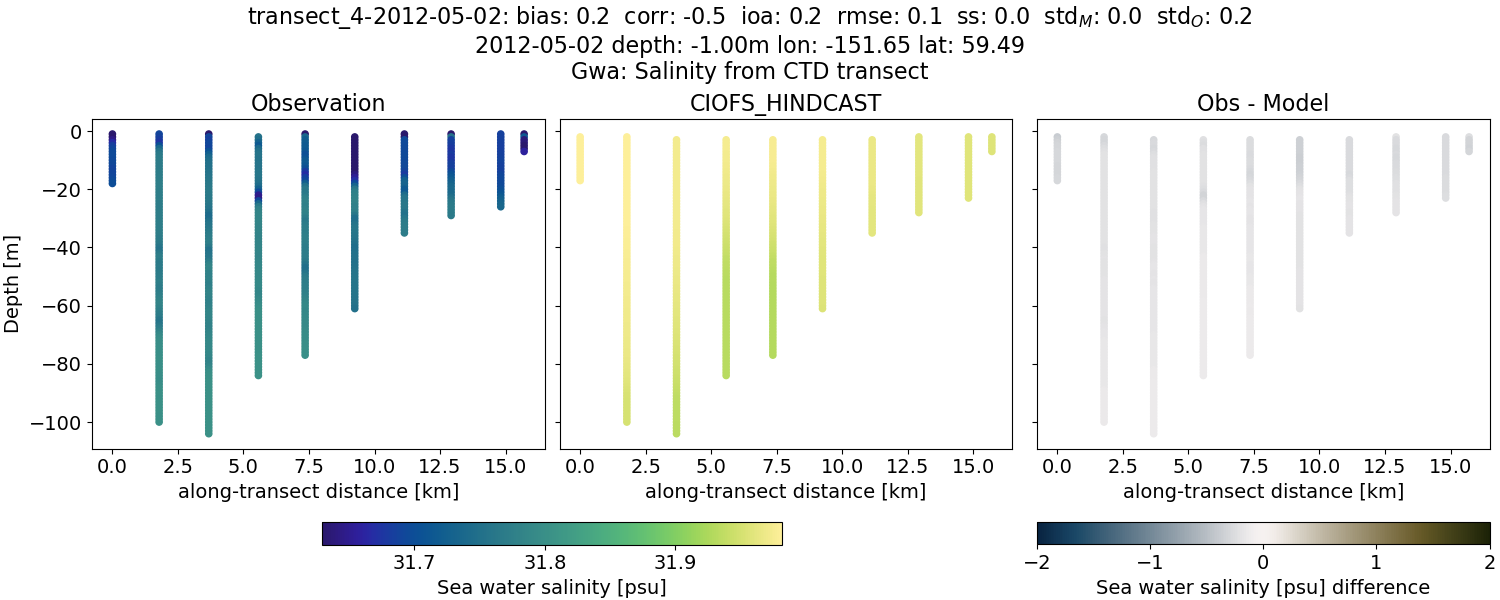 transect_4-2012-05-02: bias: 0.2 corr: -0.5 ioa: 0.2 rmse: 0.1 ss: 0.0 std_M: 0.0 std_O: 0.2
2012-05-02 depth: -1.00m lon: -151.65 lat: 59.49
Gwa: Salinity from CTD transect
Observation
CIOFS_HINDCAST
Obs - Model
Depth [m]
0
−20
−40
−60
−80
−100
0.0 2.5 5.0 7.5 10.0 12.5 15.0
0.0 2.5 5.0 7.5 10.0 12.5 15.0
0.0 2.5 5.0 7.5 10.0 12.5 15.0
along-transect distance [km]
along-transect distance [km]
along-transect distance [km]
31.7 31.8 31.9
Sea water salinity [psu]
−2 −1 0 1 2
Sea water salinity [psu] difference